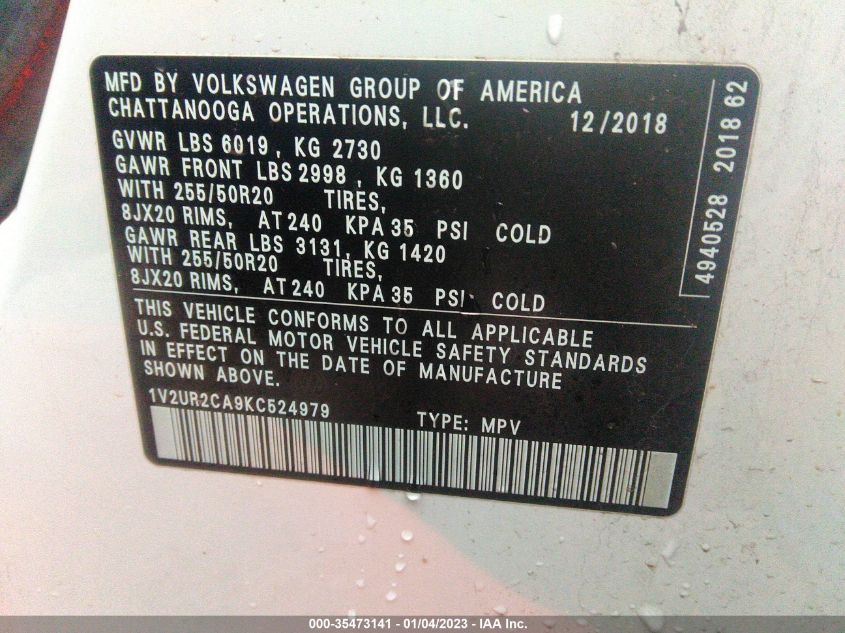 MFD BY VOLKSWAGEN GROUP OF AMERICA
CHATTANOOGA OPERATIONS, LLC. 12/2018
GVWR LBS 6019, KG 2730
GAWR FRONT LBS 2998, KG 1360
WITH 255/50R20 TIRES,
8JX20 RIMS, AT 240 KPA 35 PSI COLD
GAWR REAR LBS 3131, KG 1420
WITH 255/50R20 TIRES,
8JX20 RIMS, AT 240 KPA 35 PSI COLD
THIS VEHICLE CONFORMS TO ALL APPLICABLE
U.S. FEDERAL MOTOR VEHICLE SAFETY STANDARDS
IN EFFECT ON THE DATE OF MANUFACTURE
SHOWN ABOVE.
1V2UR2CA9KC524979 TYPE: MPV
4940528 2018 62
000-35473141 - 01/04/2023 - IAA Inc.